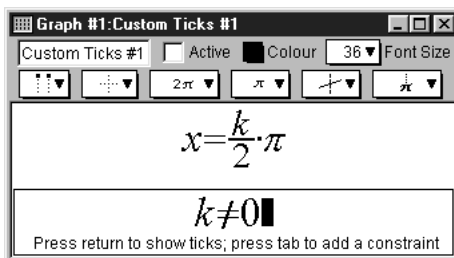 Graph #1:Custom Ticks #1
Custom Ticks #1 Active Colour 36 Font Size
2π π π
x=k/2·π
k≠0
Press return to show ticks; press tab to add a constraint